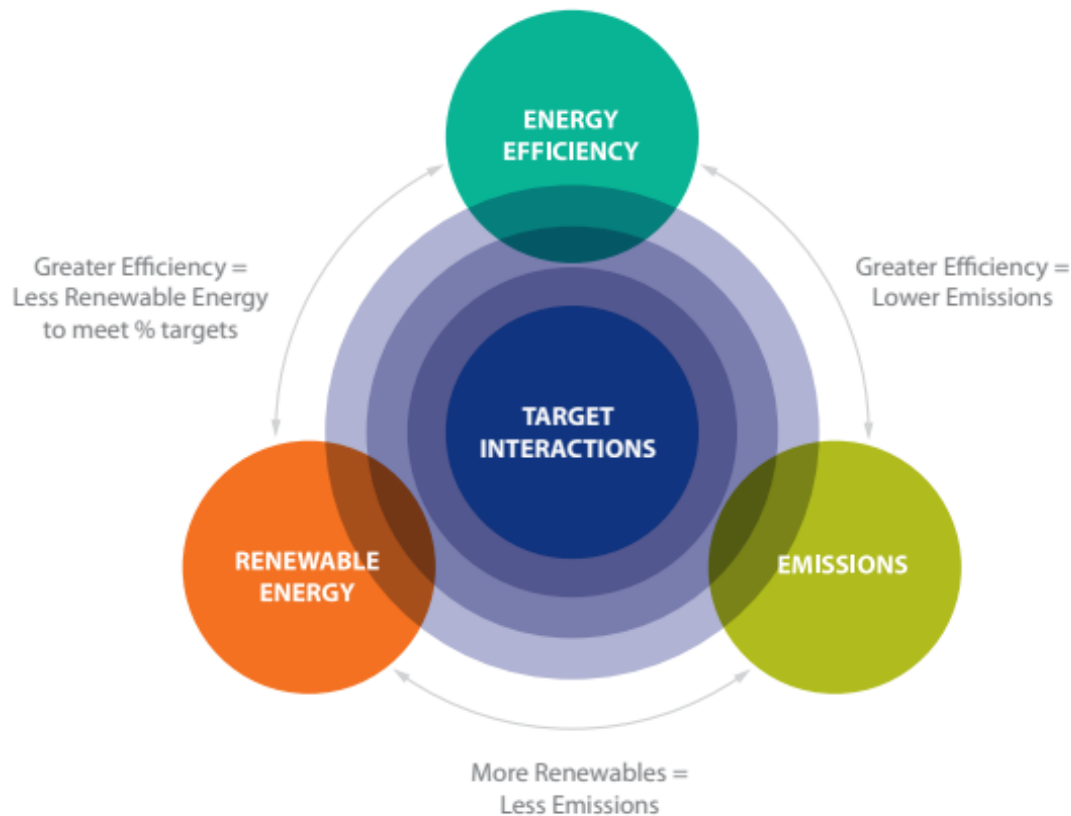 ENERGY
EFFICIENCY
Greater Efficiency =
Less Renewable Energy
to meet % targets
Greater Efficiency =
Lower Emissions
TARGET
INTERACTIONS
RENEWABLE
ENERGY
EMISSIONS
More Renewables =
Less Emissions